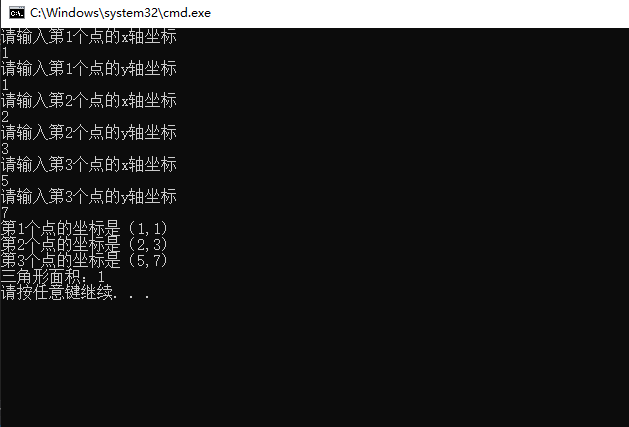 C:\Windows\system32\cmd.exe
请输入第1个点的x轴坐标
1
请输入第1个点的y轴坐标
1
请输入第2个点的x轴坐标
2
请输入第2个点的y轴坐标
3
请输入第3个点的x轴坐标
5
请输入第3个点的y轴坐标
7
第1个点的坐标是（1,1）
第2个点的坐标是（2,3）
第3个点的坐标是（5,7）
三角形面积：1
请按任意键继续. . .